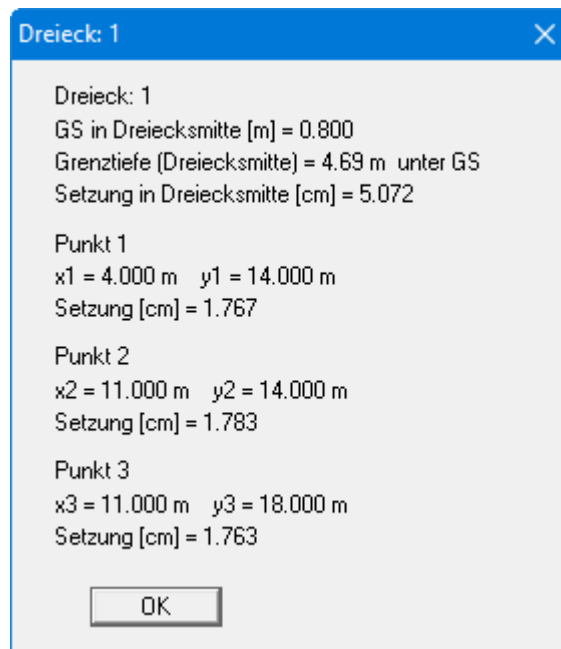 Dreieck: 1
Dreieck: 1
GS in Dreiecksmitte [m] = 0.800
Grenztiefe (Dreiecksmitte) = 4.69 m unter GS
Setzung in Dreiecksmitte [cm] = 5.072
Punkt 1
x1 = 4.000 m y1 = 14.000 m
Setzung [cm] = 1.767
Punkt 2
x2 = 11.000 m y2 = 14.000 m
Setzung [cm] = 1.783
Punkt 3
x3 = 11.000 m y3 = 18.000 m
Setzung [cm] = 1.763
OK